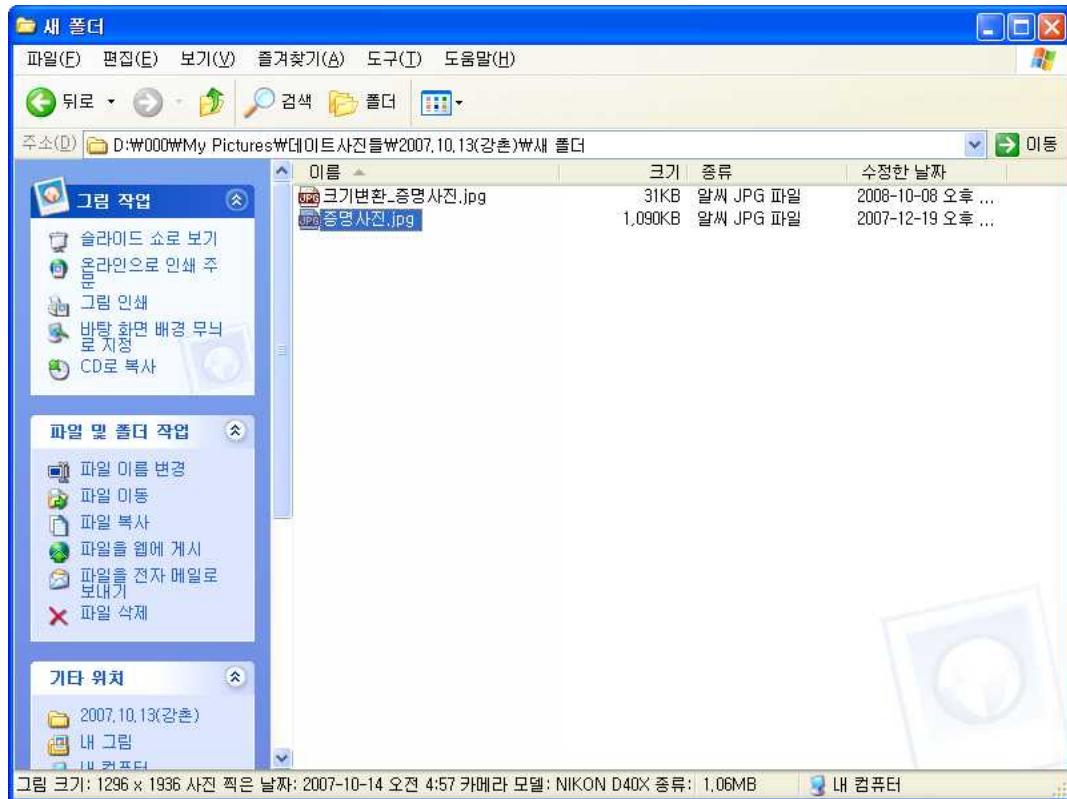 새 폴더
파일(F) 편집(E) 보기(V) 즐겨찾기(A) 도구(T) 도움말(H)
뒤로 검색 폴더
주소(D) D:₩000₩My Pictures₩데이트사진들₩2007.10.13(강촌)₩새 폴더 이동
이름 크기 종류 수정한 날짜
크기변환_증명사진.jpg 31KB 알씨 JPG 파일 2008-10-08 오후 ...
증명사진.jpg 1,090KB 알씨 JPG 파일 2007-12-19 오후 ...
그림 작업
슬라이드 쇼로 보기
온라인으로 인쇄 주
문
그림 인쇄
바탕 화면 배경 무늬
로 지정
CD로 복사
파일 및 폴더 작업
파일 이름 변경
파일 이동
파일 복사
파일을 웹에 게시
파일을 전자 메일로
보내기
파일 삭제
기타 위치
2007.10.13(강촌)
내 그림
내 컴퓨터
그림 크기: 1296 x 1936 사진 찍은 날짜: 2007-10-14 오전 4:57 카메라 모델: NIKON D40X 종류: 1.06MB 내 컴퓨터